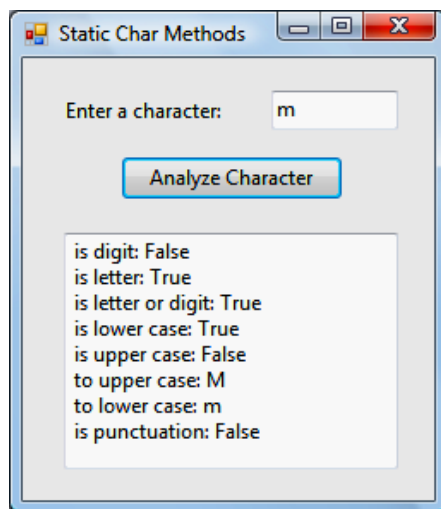 Static Char Methods
Enter a character: m
Analyze Character
is digit: False
is letter: True
is letter or digit: True
is lower case: True
is upper case: False
to upper case: M
to lower case: m
is punctuation: False